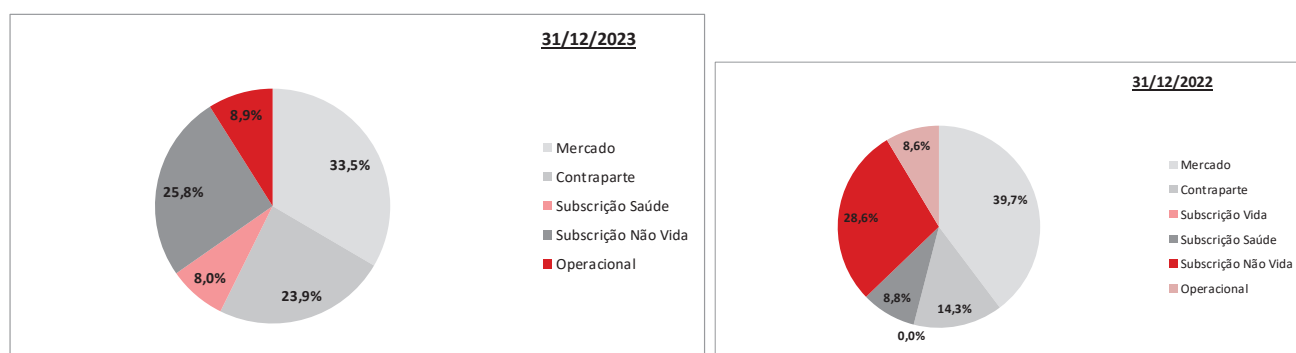 31/12/2023
8,9%
33,5%
25,8%
8,0%
23,9%
Mercado
Contraparte
Subscrição Saúde
Subscrição Não Vida
Operacional
31/12/2022
8,6%
39,7%
28,6%
8,8%
14,3%
0,0%
Mercado
Contraparte
Subscrição Vida
Subscrição Saúde
Subscrição Não Vida
Operacional